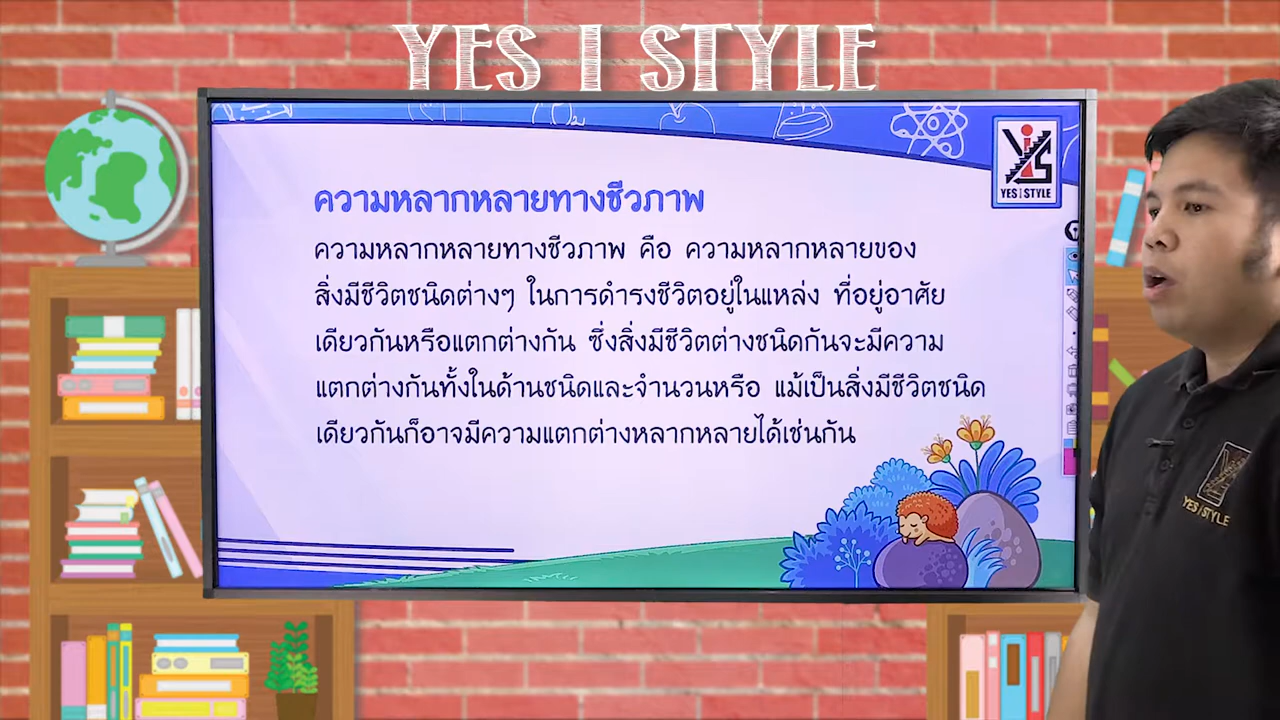 YES I STYLE
YES I STYLE
ความหลากหลายทางชีวภาพ
ความหลากหลายทางชีวภาพ คือ ความหลากหลายของ
สิ่งมีชีวิตชนิดต่างๆ ในการดำรงชีวิตอยู่ในแหล่ง ที่อยู่อาศัย
เดียวกันหรือแตกต่างกัน ซึ่งสิ่งมีชีวิตต่างชนิดกันจะมีความ
แตกต่างกันทั้งในด้านชนิดและจำนวนหรือ แม้เป็นสิ่งมีชีวิตชนิด
เดียวกันก็อาจมีความแตกต่างหลากหลายได้เช่นกัน
YES I STYLE